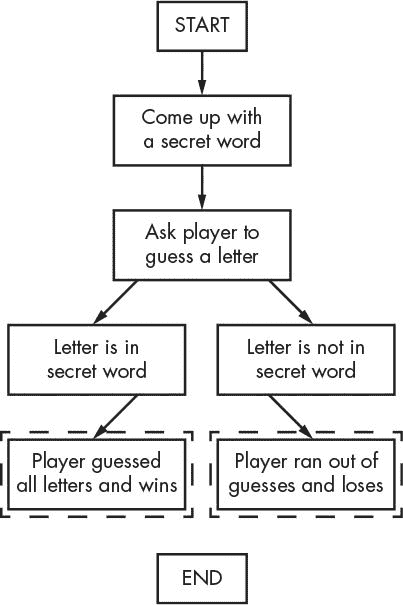 START
Come up with
a secret word
Ask player to
guess a letter
Letter is in
secret word
Letter is not in
secret word
Player guessed
all letters and wins
Player ran out of
guesses and loses
END